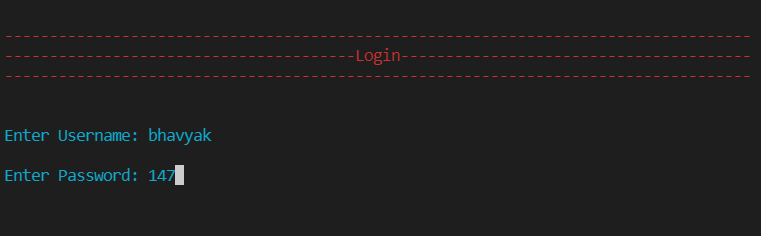 -----------------------------------------------------------------------------------
---------------------------------------Login---------------------------------------
-----------------------------------------------------------------------------------
Enter Username: bhavyak
Enter Password: 147